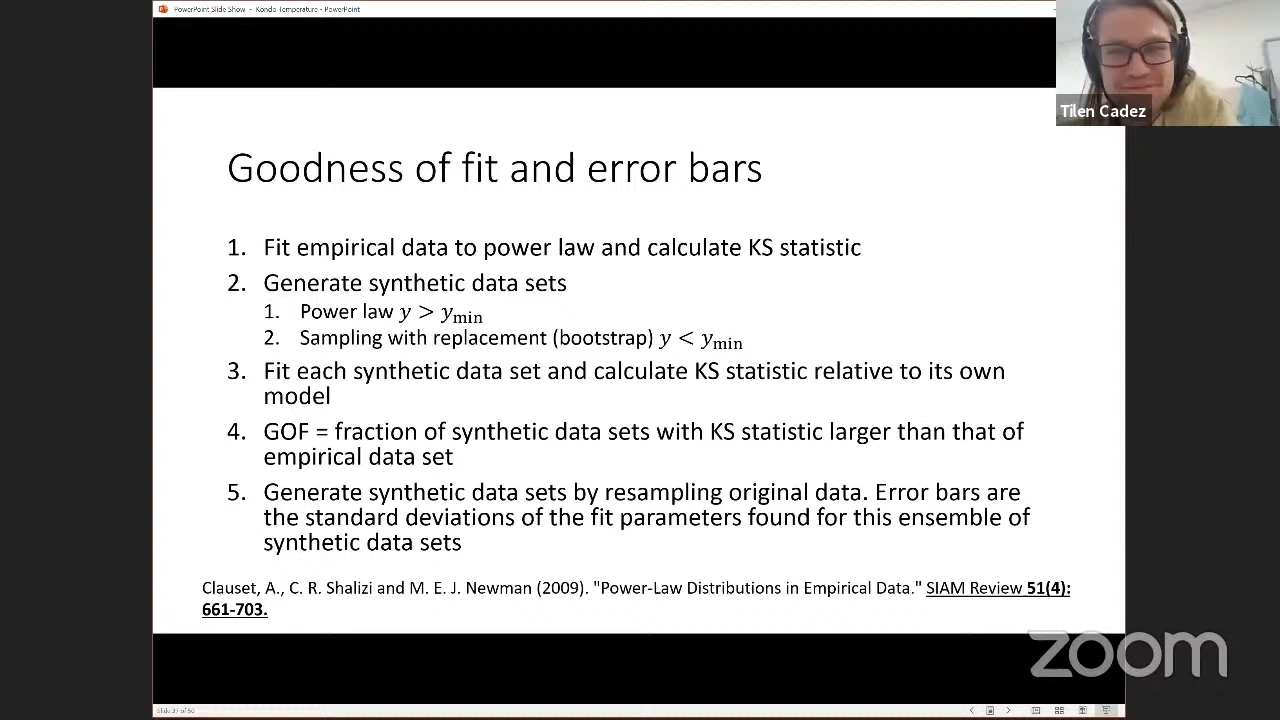 PowerPoint Slide Show - Kondo Temperature - PowerPoint
Tilen Cadez
Goodness of fit and error bars
1. Fit empirical data to power law and calculate KS statistic
2. Generate synthetic data sets
1. Power law y > y_min
2. Sampling with replacement (bootstrap) y < y_min
3. Fit each synthetic data set and calculate KS statistic relative to its own
model
4. GOF = fraction of synthetic data sets with KS statistic larger than that of
empirical data set
5. Generate synthetic data sets by resampling original data. Error bars are
the standard deviations of the fit parameters found for this ensemble of
synthetic data sets
Clauset, A., C. R. Shalizi and M. E. J. Newman (2009). "Power-Law Distributions in Empirical Data." SIAM Review 51(4):
661-703.
zoom
Slide 37 of 50